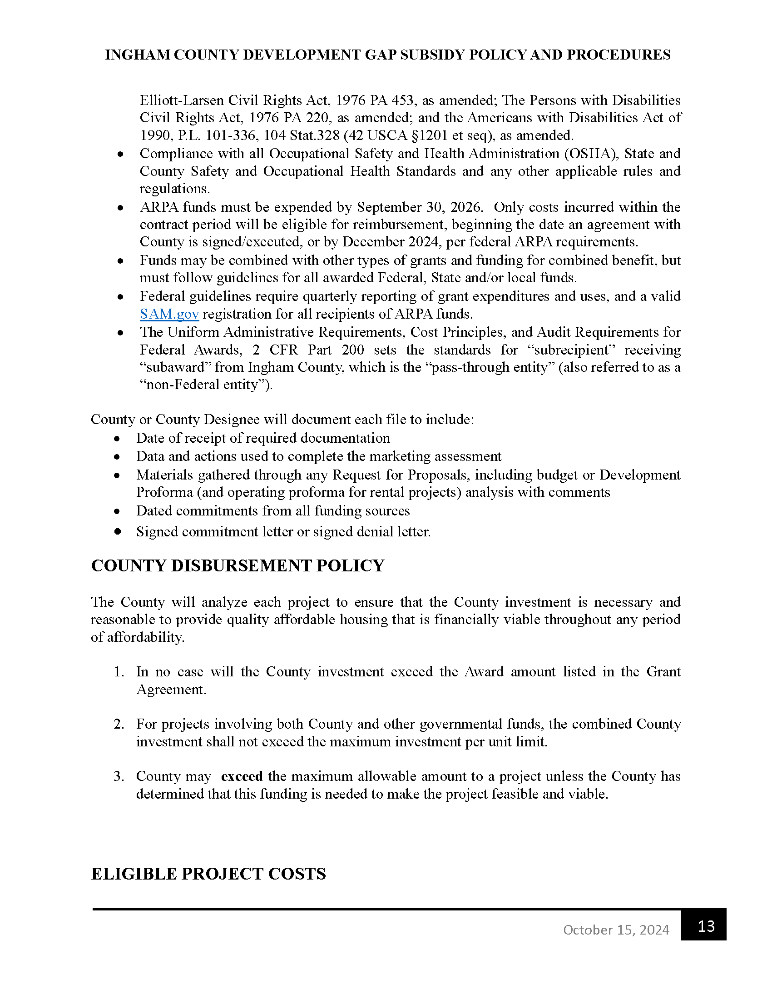 INGHAM COUNTY DEVELOPMENT GAP SUBSIDY POLICY AND PROCEDURES
Elliott-Larsen Civil Rights Act, 1976 PA 453, as amended; The Persons with Disabilities
Civil Rights Act, 1976 PA 220, as amended; and the Americans with Disabilities Act of
1990, P.L. 101-336, 104 Stat.328 (42 USCA §1201 et seq), as amended.
• Compliance with all Occupational Safety and Health Administration (OSHA), State and
County Safety and Occupational Health Standards and any other applicable rules and
regulations.
• ARPA funds must be expended by September 30, 2026.  Only costs incurred within the
contract period will be eligible for reimbursement, beginning the date an agreement with
County is signed/executed, or by December 2024, per federal ARPA requirements.
• Funds may be combined with other types of grants and funding for combined benefit, but
must follow guidelines for all awarded Federal, State and/or local funds.
• Federal guidelines require quarterly reporting of grant expenditures and uses, and a valid
SAM.gov registration for all recipients of ARPA funds.
• The Uniform Administrative Requirements, Cost Principles, and Audit Requirements for
Federal Awards, 2 CFR Part 200 sets the standards for “subrecipient” receiving
“subaward” from Ingham County, which is the “pass-through entity” (also referred to as a
“non-Federal entity”).
County or County Designee will document each file to include:
• Date of receipt of required documentation
• Data and actions used to complete the marketing assessment
• Materials gathered through any Request for Proposals, including budget or Development
Proforma (and operating proforma for rental projects) analysis with comments
• Dated commitments from all funding sources
• Signed commitment letter or signed denial letter.
COUNTY DISBURSEMENT POLICY
The County will analyze each project to ensure that the County investment is necessary and
reasonable to provide quality affordable housing that is financially viable throughout any period
of affordability.
1. In no case will the County investment exceed the Award amount listed in the Grant
Agreement.
2. For projects involving both County and other governmental funds, the combined County
investment shall not exceed the maximum investment per unit limit.
3. County may  exceed the maximum allowable amount to a project unless the County has
determined that this funding is needed to make the project feasible and viable.
ELIGIBLE PROJECT COSTS
October 15, 2024
13